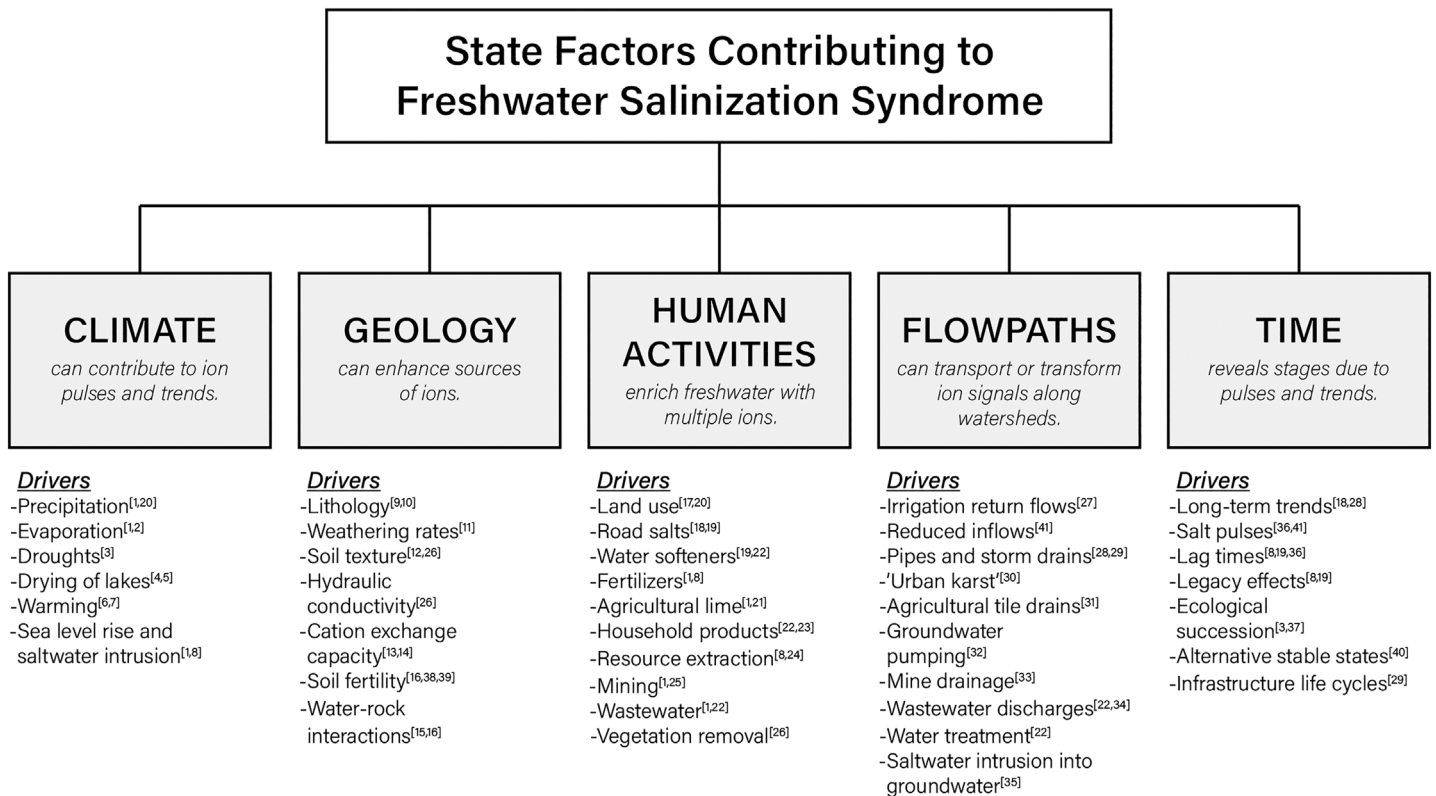 State Factors Contributing to
Freshwater Salinization Syndrome
CLIMATE
can contribute to ion
pulses and trends.
Drivers
-Precipitation[1,20]
-Evaporation[1,2]
-Droughts[3]
-Drying of lakes[4,5]
-Warming[6,7]
-Sea level rise and
saltwater intrusion[1,8]
GEOLOGY
can enhance sources
of ions.
Drivers
-Lithology[9,10]
-Weathering rates[11]
-Soil texture[12,26]
-Hydraulic
conductivity[26]
-Cation exchange
capacity[13,14]
-Soil fertility[16,38,39]
-Water-rock
interactions[15,16]
HUMAN
ACTIVITIES
enrich freshwater with
multiple ions.
Drivers
-Land use[17,20]
-Road salts[18,19]
-Water softeners[19,22]
-Fertilizers[1,8]
-Agricultural lime[1,21]
-Household products[22,23]
-Resource extraction[8,24]
-Mining[1,25]
-Wastewater[1,22]
-Vegetation removal[26]
FLOWPATHS
can transport or transform
ion signals along
watersheds.
Drivers
-Irrigation return flows[27]
-Reduced inflows[41]
-Pipes and storm drains[28,29]
-'Urban karst'[30]
-Agricultural tile drains[31]
-Groundwater
pumping[32]
-Mine drainage[33]
-Wastewater discharges[22,34]
-Water treatment[22]
-Saltwater intrusion into
groundwater[35]
TIME
reveals stages due to
pulses and trends.
Drivers
-Long-term trends[18,28]
-Salt pulses[36,41]
-Lag times[8,19,36]
-Legacy effects[8,19]
-Ecological
succession[3,37]
-Alternative stable states[40]
-Infrastructure life cycles[29]